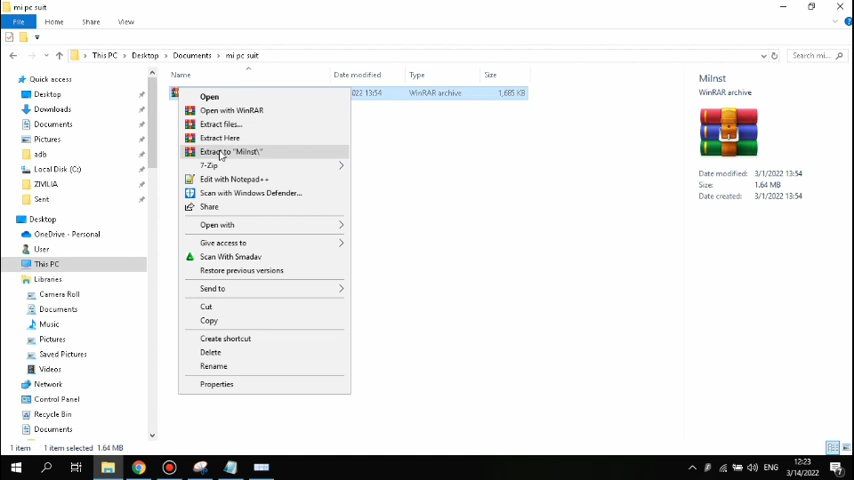 mi pc suit
File Home Share View
This PC Desktop Documents mi pc suit
Search mi...
Quick access
Desktop
Downloads
Documents
Pictures
adb
Local Disk (C:)
ZIVILIA
Sent
Desktop
OneDrive - Personal
User
This PC
Libraries
Camera Roll
Documents
Music
Pictures
Saved Pictures
Videos
Network
Control Panel
Recycle Bin
Documents
Name Date modified Type Size
022 13:54 WinRAR archive 1,685 KB
Open
Open with WinRAR
Extract files...
Extract Here
Extract to "MiInst\"
7-Zip
Edit with Notepad++
Scan with Windows Defender...
Share
Open with
Give access to
Scan With Smadav
Restore previous versions
Send to
Cut
Copy
Create shortcut
Delete
Rename
Properties
MiInst
WinRAR archive
Date modified: 3/1/2022 13:54
Size: 1.64 MB
Date created: 3/1/2022 13:54
1 item 1 item selected 1.64 MB
ENG
12:23
3/14/2022